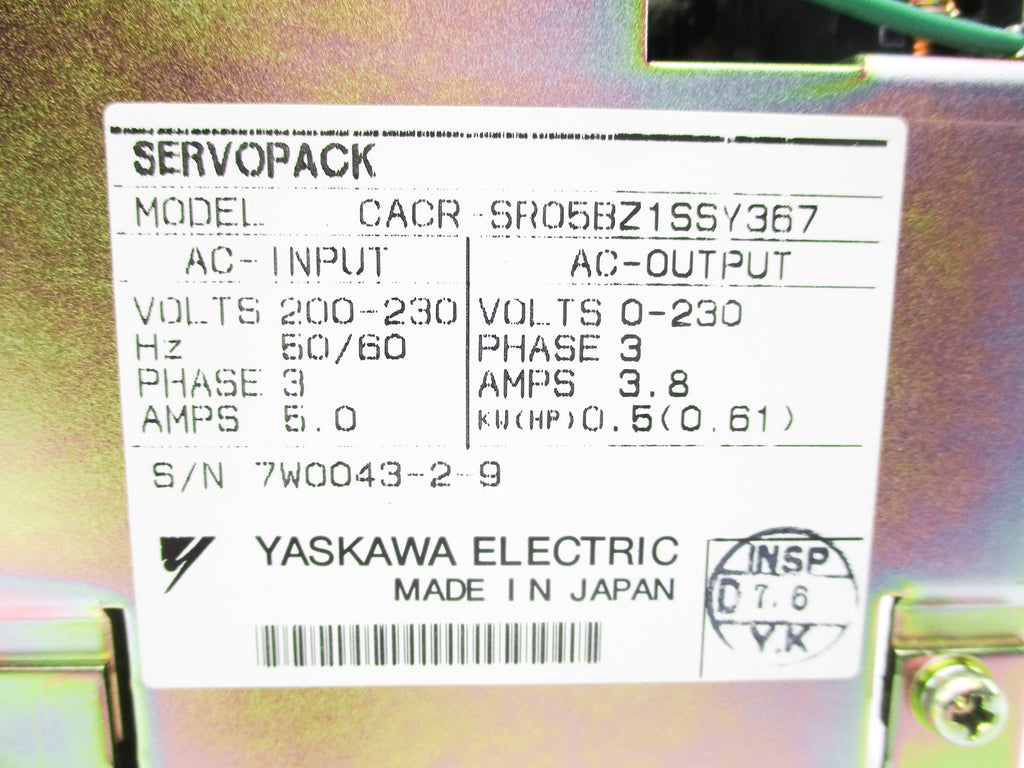 SERVOPACK
MODEL CACR-SR05BZ1SSY367
AC-INPUT AC-OUTPUT
VOLTS 200-230 VOLTS 0-230
Hz 50/60 PHASE 3
PHASE 3 AMPS 3.8
AMPS 5.0 KW(HP) 0.5(0.61)
S/N 7W0043-2-9
YASKAWA ELECTRIC
MADE IN JAPAN
INSP
D 7.6
Y.K